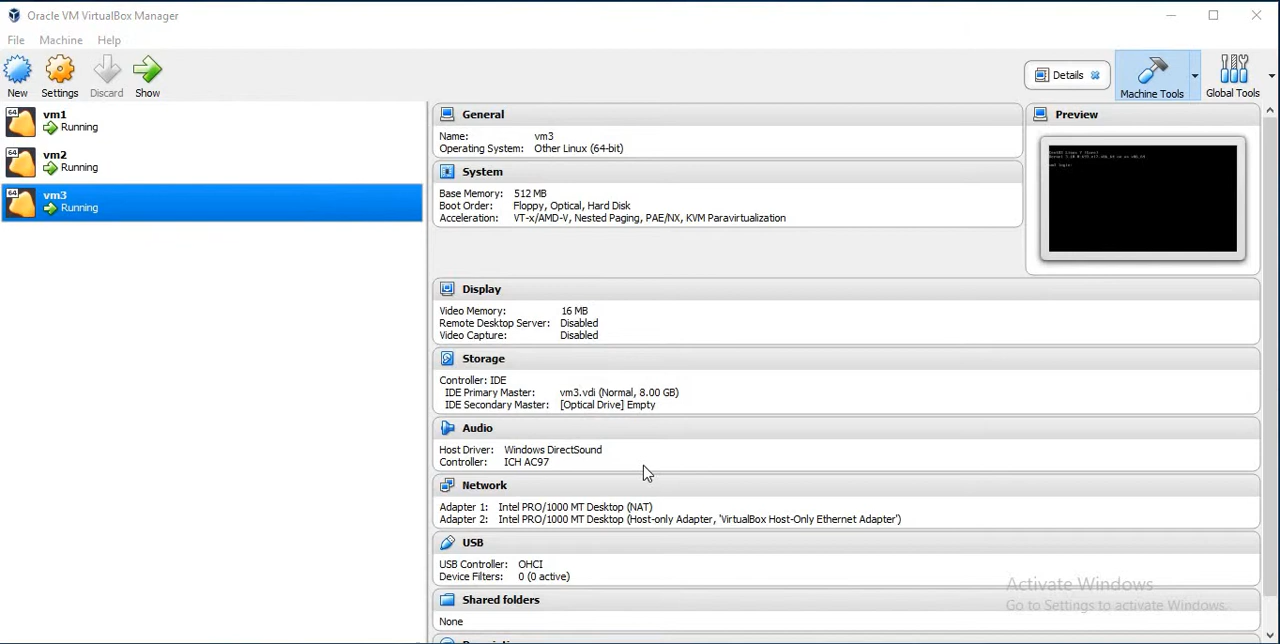 Oracle VM VirtualBox Manager
File Machine Help
New Settings Discard Show
Details
Machine Tools
Global Tools
64
vm1
Running
64
vm2
Running
64
vm3
Running
General
Name: vm3
Operating System: Other Linux (64-bit)
System
Base Memory: 512 MB
Boot Order: Floppy, Optical, Hard Disk
Acceleration: VT-x/AMD-V, Nested Paging, PAE/NX, KVM Paravirtualization
Preview
Display
Video Memory: 16 MB
Remote Desktop Server: Disabled
Video Capture: Disabled
Storage
Controller: IDE
IDE Primary Master: vm3.vdi (Normal, 8.00 GB)
IDE Secondary Master: [Optical Drive] Empty
Audio
Host Driver: Windows DirectSound
Controller: ICH AC97
Network
Adapter 1: Intel PRO/1000 MT Desktop (NAT)
Adapter 2: Intel PRO/1000 MT Desktop (Host-only Adapter, 'VirtualBox Host-Only Ethernet Adapter')
USB
USB Controller: OHCI
Device Filters: 0 (0 active)
Shared folders
None
Activate Windows
Go to Settings to activate Windows.